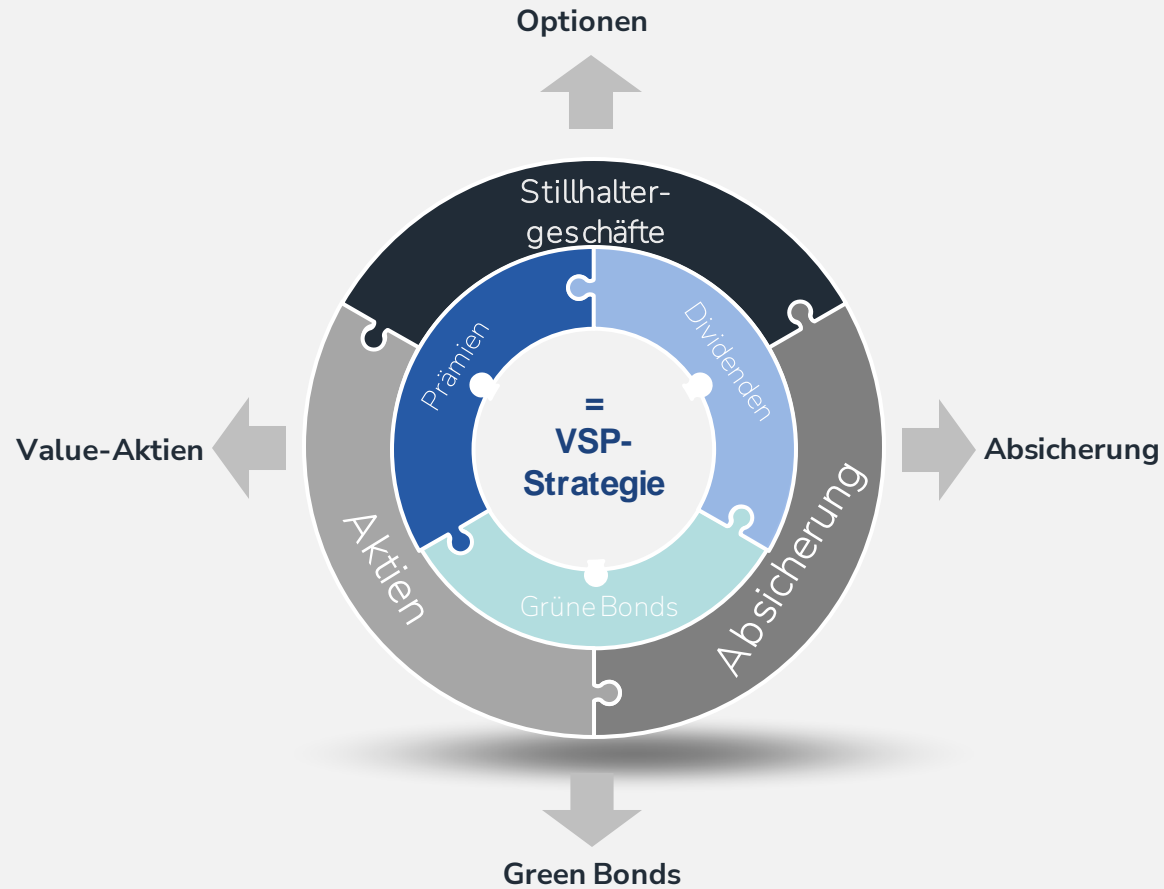 Optionen
Stillhalter-
geschäfte
Prämien
Dividenden
=
VSP-
Strategie
Value-Aktien
Absicherung
Aktien
Absicherung
Grüne Bonds
Green Bonds